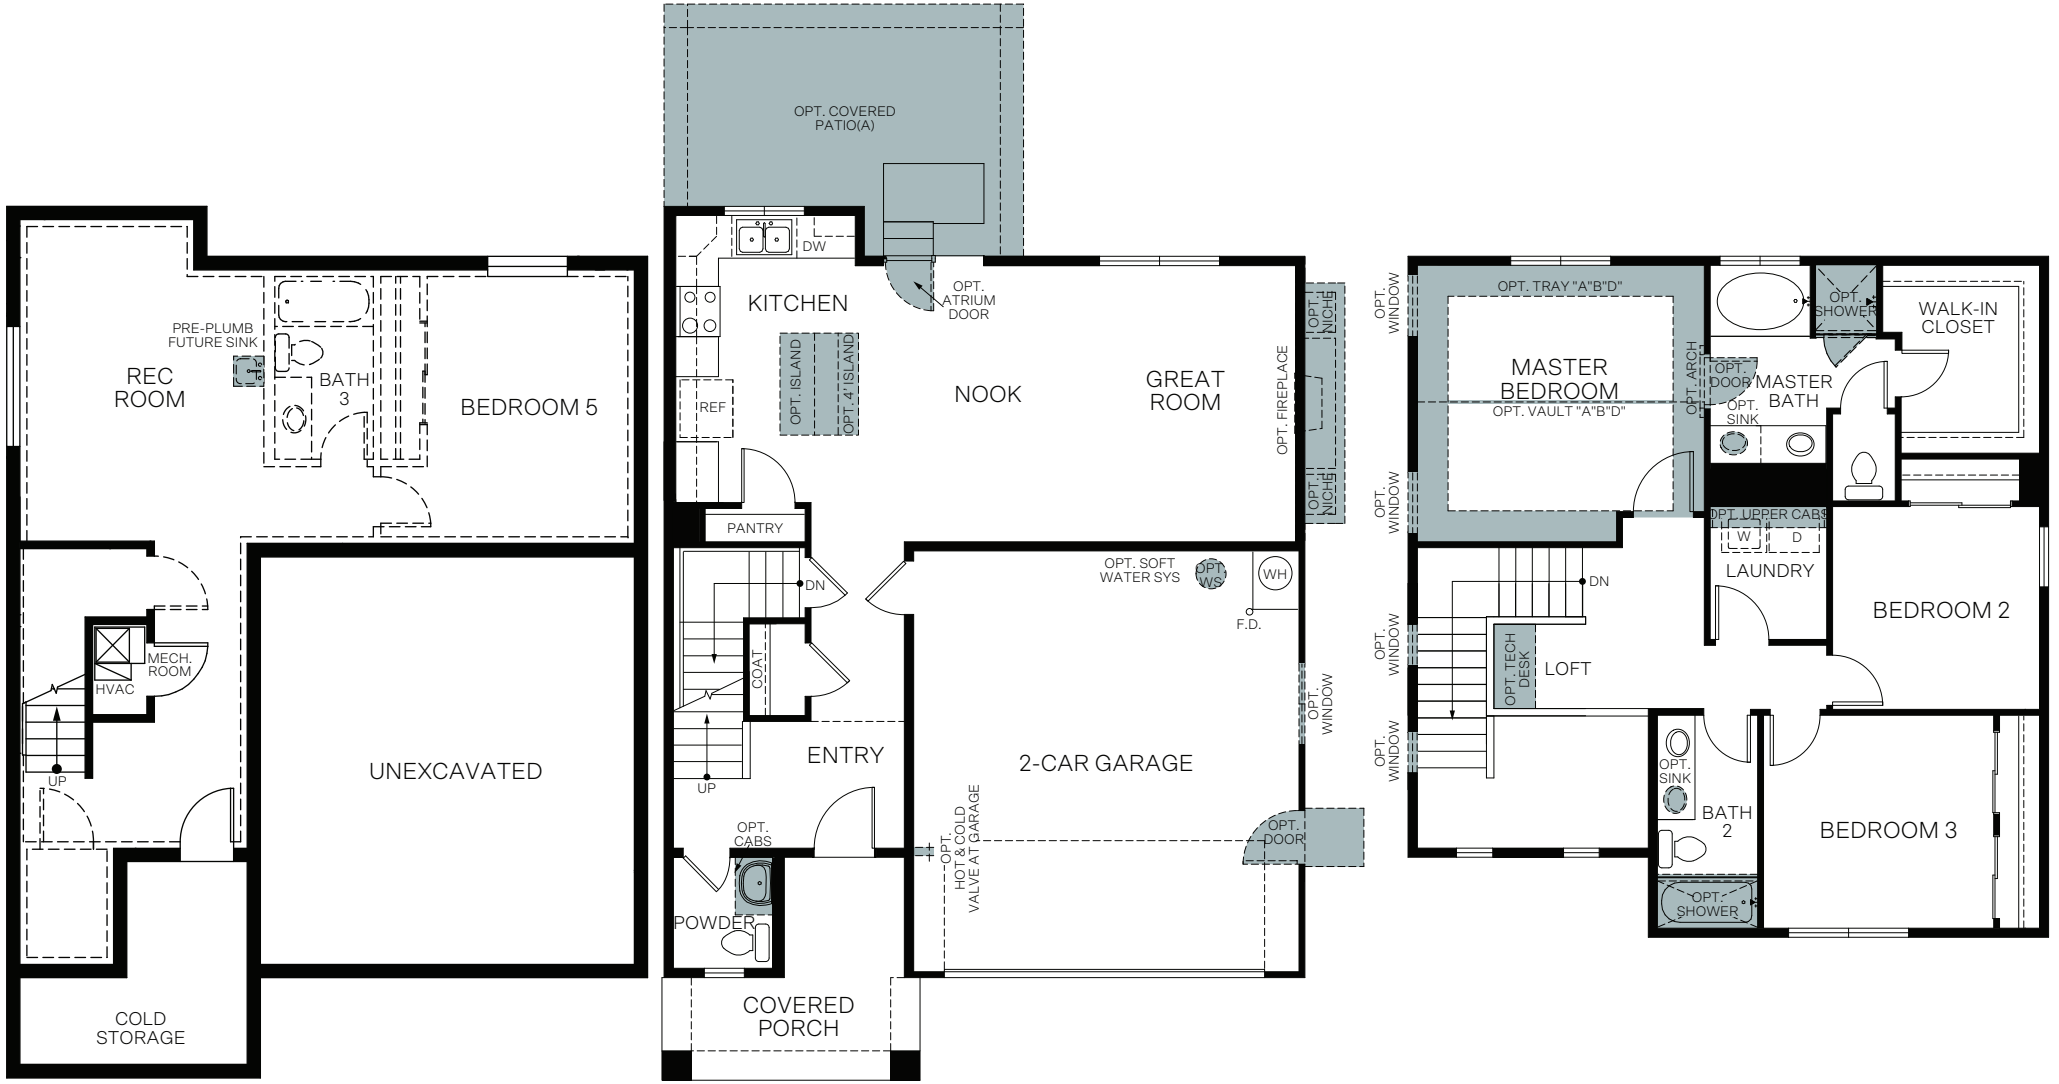 REC
ROOM
PRE-PLUMB
FUTURE SINK
BATH
3
BEDROOM 5
MECH.
ROOM
HVAC
UP
UNEXCAVATED
COLD
STORAGE
OPT. COVERED
PATIO(A)
DW
KITCHEN
OPT.
ATRIUM
DOOR
OPT. ISLAND
OPT. 4' ISLAND
REF
NOOK
GREAT
ROOM
OPT.
NICHE
OPT. FIREPLACE
OPT.
NICHE
PANTRY
DN
COAT
UP
ENTRY
OPT. SOFT
WATER SYS
OPT.
WS
WH
F.D.
OPT.
WINDOW
2-CAR GARAGE
OPT.
HOT & COLD
VALVE AT GARAGE
OPT.
DOOR
OPT.
CABS
POWDER
COVERED
PORCH
OPT.
WINDOW
OPT. TRAY "A"B"D"
MASTER
BEDROOM
OPT. VAULT "A"B"D"
OPT. ARCH
OPT.
DOOR
OPT.
SHOWER
WALK-IN
CLOSET
MASTER
BATH
OPT.
SINK
OPT.
WINDOW
OPT. UPPER CABS
W
D
LAUNDRY
BEDROOM 2
DN
OPT.
WINDOW
OPT. TECH
DESK
LOFT
OPT.
WINDOW
OPT.
SINK
BATH
2
OPT.
SHOWER
BEDROOM 3